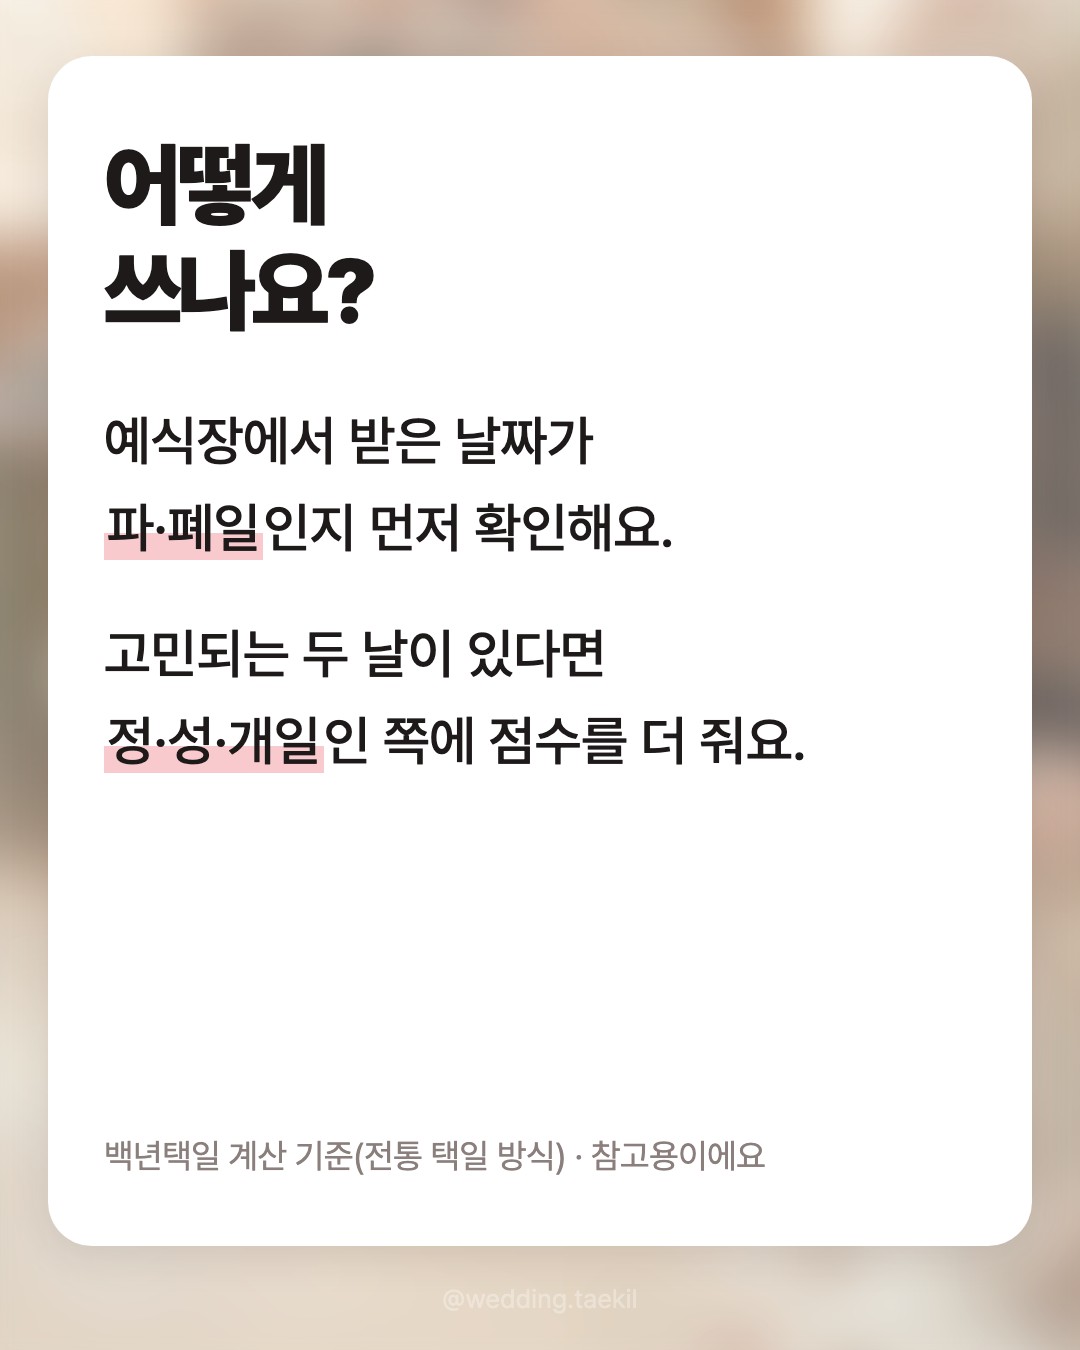 어떻게
쓰나요?
예식장에서 받은 날짜가
파·폐일인지 먼저 확인해요.
고민되는 두 날이 있다면
정·성·개일인 쪽에 점수를 더 줘요.
백년택일 계산 기준(전통 택일 방식) · 참고용이에요
@wedding.taekil